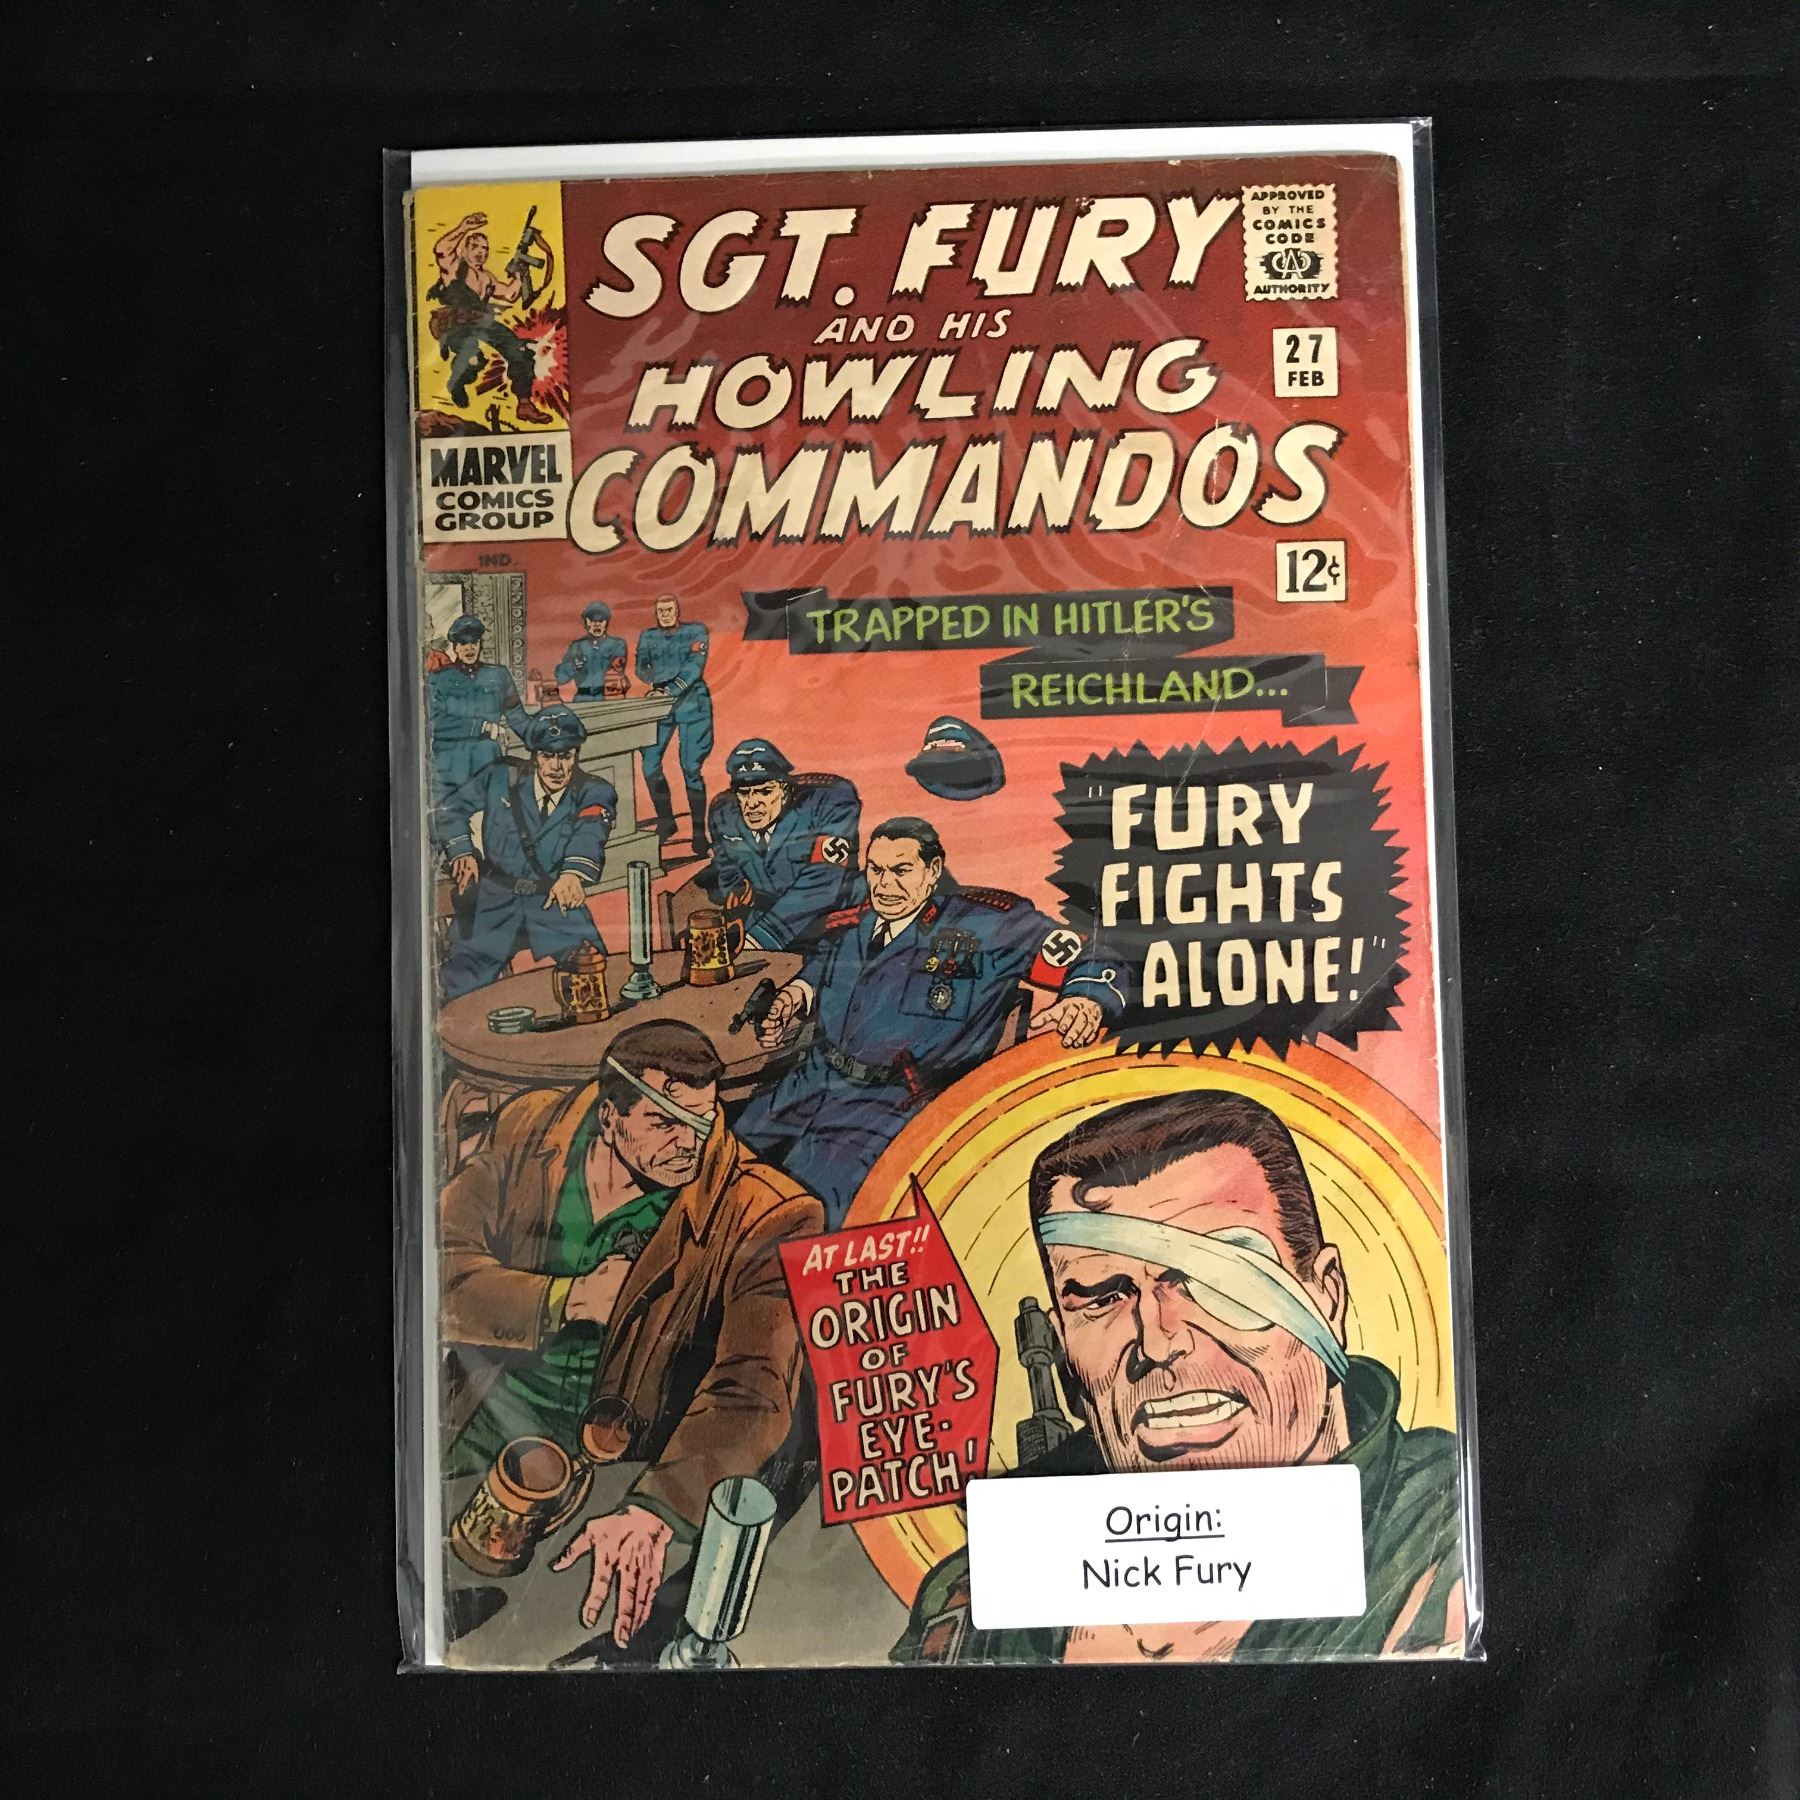 SGT. FURY
AND HIS
HOWLING
COMMANDOS
APPROVED
BY THE
COMICS
CODE
CA
AUTHORITY
27
FEB
MARVEL
COMICS
GROUP
IND.
12¢
TRAPPED IN HITLER'S
REICHLAND...
"FURY
FIGHTS
ALONE!"
AT LAST!!
THE
ORIGIN
OF
FURY'S
EYE-
PATCH!
Origin:
Nick Fury